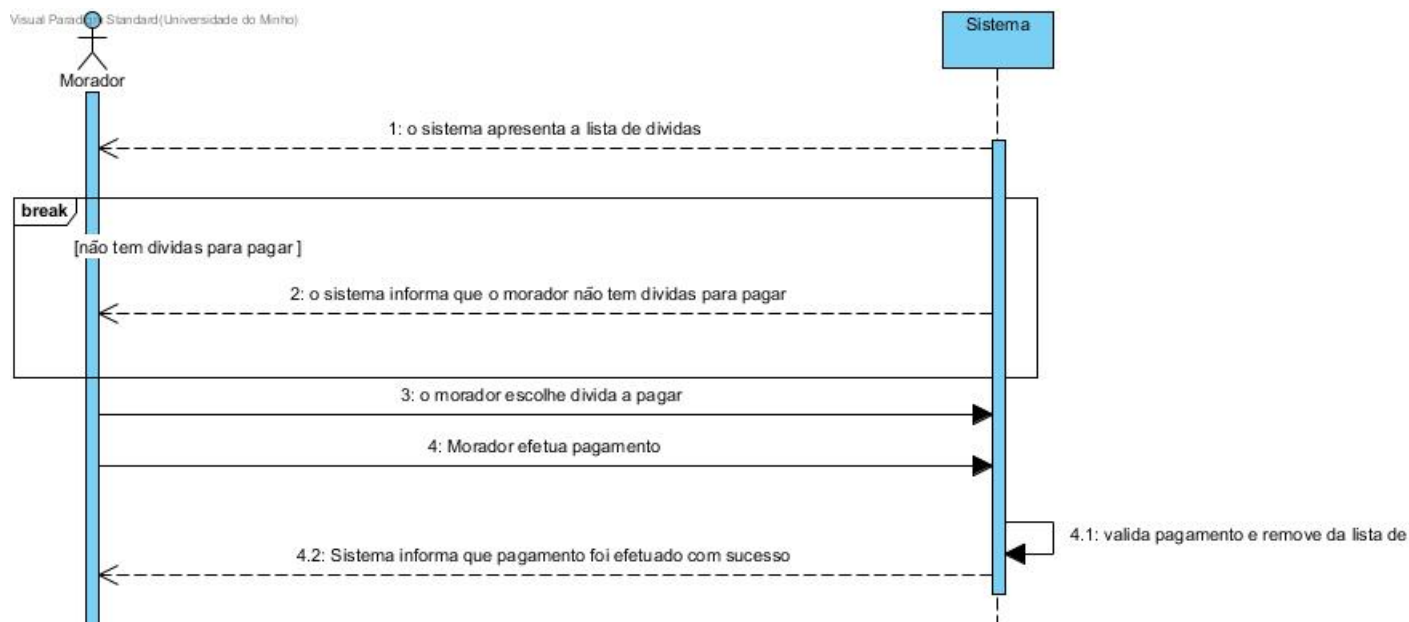 Visual Paradigm Standard(Universidade do Minho)
Sistema
Morador
1: o sistema apresenta a lista de dividas
break
[não tem dividas para pagar ]
2: o sistema informa que o morador não tem dividas para pagar
3: o morador escolhe divida a pagar
4: Morador efetua pagamento
4.1: valida pagamento e remove da lista de
4.2: Sistema informa que pagamento foi efetuado com sucesso